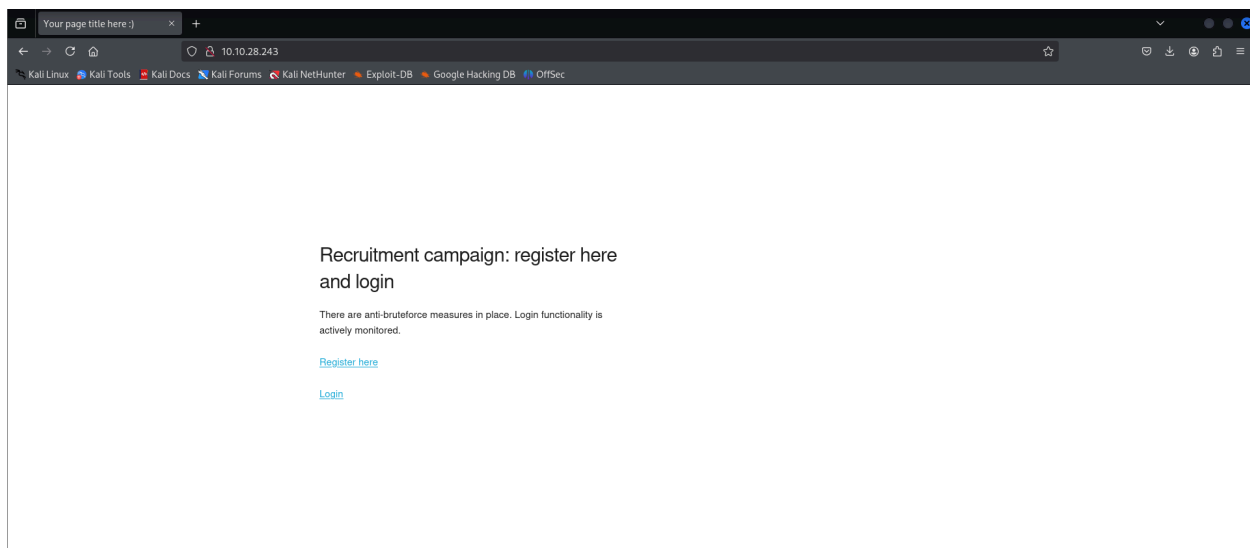 Your page title here :)
10.10.28.243
Kali Linux Kali Tools Kali Docs Kali Forums Kali NetHunter Exploit-DB Google Hacking DB OffSec
Recruitment campaign: register here
and login
There are anti-bruteforce measures in place. Login functionality is
actively monitored.
Register here
Login